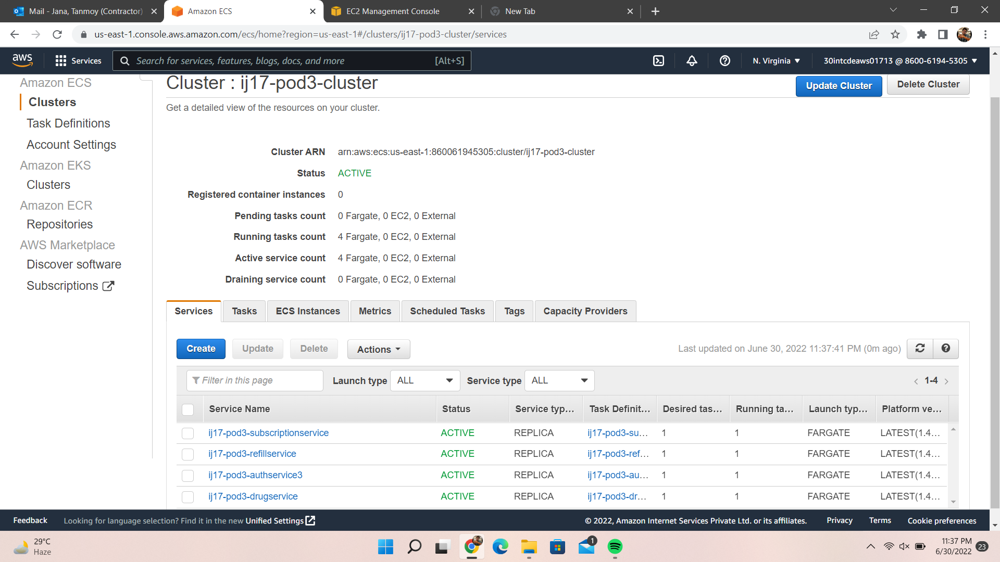 Mail - Jana, Tanmoy (Contractor)
Amazon ECS
EC2 Management Console
New Tab
us-east-1.console.aws.amazon.com/ecs/home?region=us-east-1#/clusters/ij17-pod3-cluster/services
aws
Services
Search for services, features, blogs, docs, and more
[Alt+S]
N. Virginia
30intcdeaws01713 @ 8600-6194-5305
Amazon ECS
Clusters
Task Definitions
Account Settings
Amazon EKS
Clusters
Amazon ECR
Repositories
AWS Marketplace
Discover software
Subscriptions
Cluster : ij17-pod3-cluster
Update Cluster
Delete Cluster
Get a detailed view of the resources on your cluster.
Cluster ARN arn:aws:ecs:us-east-1:860061945305:cluster/ij17-pod3-cluster
Status ACTIVE
Registered container instances 0
Pending tasks count 0 Fargate, 0 EC2, 0 External
Running tasks count 4 Fargate, 0 EC2, 0 External
Active service count 4 Fargate, 0 EC2, 0 External
Draining service count 0 Fargate, 0 EC2, 0 External
Services Tasks ECS Instances Metrics Scheduled Tasks Tags Capacity Providers
Create Update Delete Actions Last updated on June 30, 2022 11:37:41 PM (0m ago)
Filter in this page Launch type ALL Service type ALL < 1-4 >
Service Name Status Service typ... Task Definit... Desired tas... Running ta... Launch typ... Platform ve...
ij17-pod3-subscriptionservice ACTIVE REPLICA ij17-pod3-su... 1 1 FARGATE LATEST(1.4...
ij17-pod3-refillservice ACTIVE REPLICA ij17-pod3-ref... 1 1 FARGATE LATEST(1.4...
ij17-pod3-authservice3 ACTIVE REPLICA ij17-pod3-au... 1 1 FARGATE LATEST(1.4...
ij17-pod3-drugservice ACTIVE REPLICA ij17-pod3-dr... 1 1 FARGATE LATEST(1.4...
Feedback Looking for language selection? Find it in the new Unified Settings © 2022, Amazon Internet Services Private Ltd. or its affiliates. Privacy Terms Cookie preferences
29°C
Haze
1
11:37 PM
6/30/2022
23